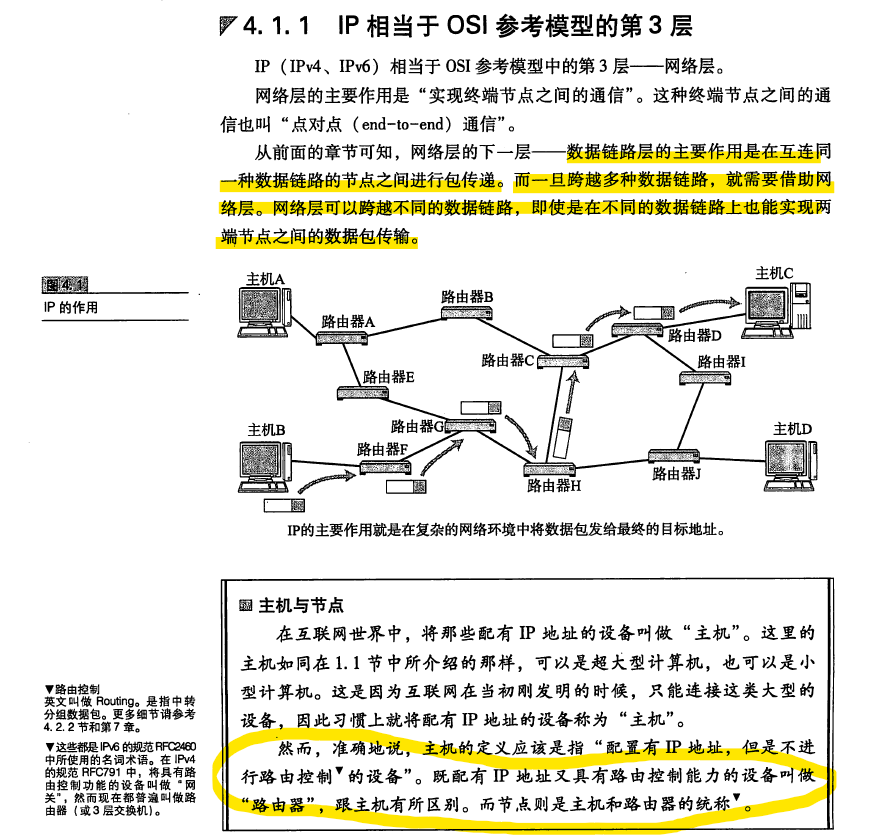 4.1.1 IP 相当于 OSI 参考模型的第 3 层
IP（IPv4、IPv6）相当于 OSI 参考模型中的第 3 层——网络层。
网络层的主要作用是“实现终端节点之间的通信”。这种终端节点之间的通
信也叫“点对点（end-to-end）通信”。
从前面的章节可知，网络层的下一层——数据链路层的主要作用是在互连同
一种数据链路的节点之间进行包传递。而一旦跨越多种数据链路，就需要借助网
络层。网络层可以跨越不同的数据链路，即使是在不同的数据链路上也能实现两
端节点之间的数据包传输。
图4.1
IP 的作用
主机A
路由器A
路由器B
主机C
路由器D
路由器C
路由器I
路由器E
主机B
路由器G
路由器F
主机D
路由器H
路由器J
IP的主要作用就是在复杂的网络环境中将数据包发给最终的目标地址。
主机与节点
在互联网世界中，将那些配有 IP 地址的设备叫做“主机”。这里的
主机如同在 1.1 节中所介绍的那样，可以是超大型计算机，也可以是小
型计算机。这是因为互联网在当初刚发明的时候，只能连接这类大型的
设备，因此习惯上就将配有 IP 地址的设备称为“主机”。
然而，准确地说，主机的定义应该是指“配置有 IP 地址，但是不进
行路由控制▼的设备”。既配有 IP 地址又具有路由控制能力的设备叫做
“路由器”，跟主机有所区别。而节点则是主机和路由器的统称▼。
▼路由控制
英文叫做 Routing。是指中转
分组数据包。更多细节请参考
4.2.2 节和第 7 章。
▼这些都是 IPv6 的规范 RFC2460
中所使用的名词术语。在 IPv4
的规范 RFC791 中，将具有路
由控制功能的设备叫做“网
关”，然而现在都普遍叫做路
由器（或3 层交换机）。